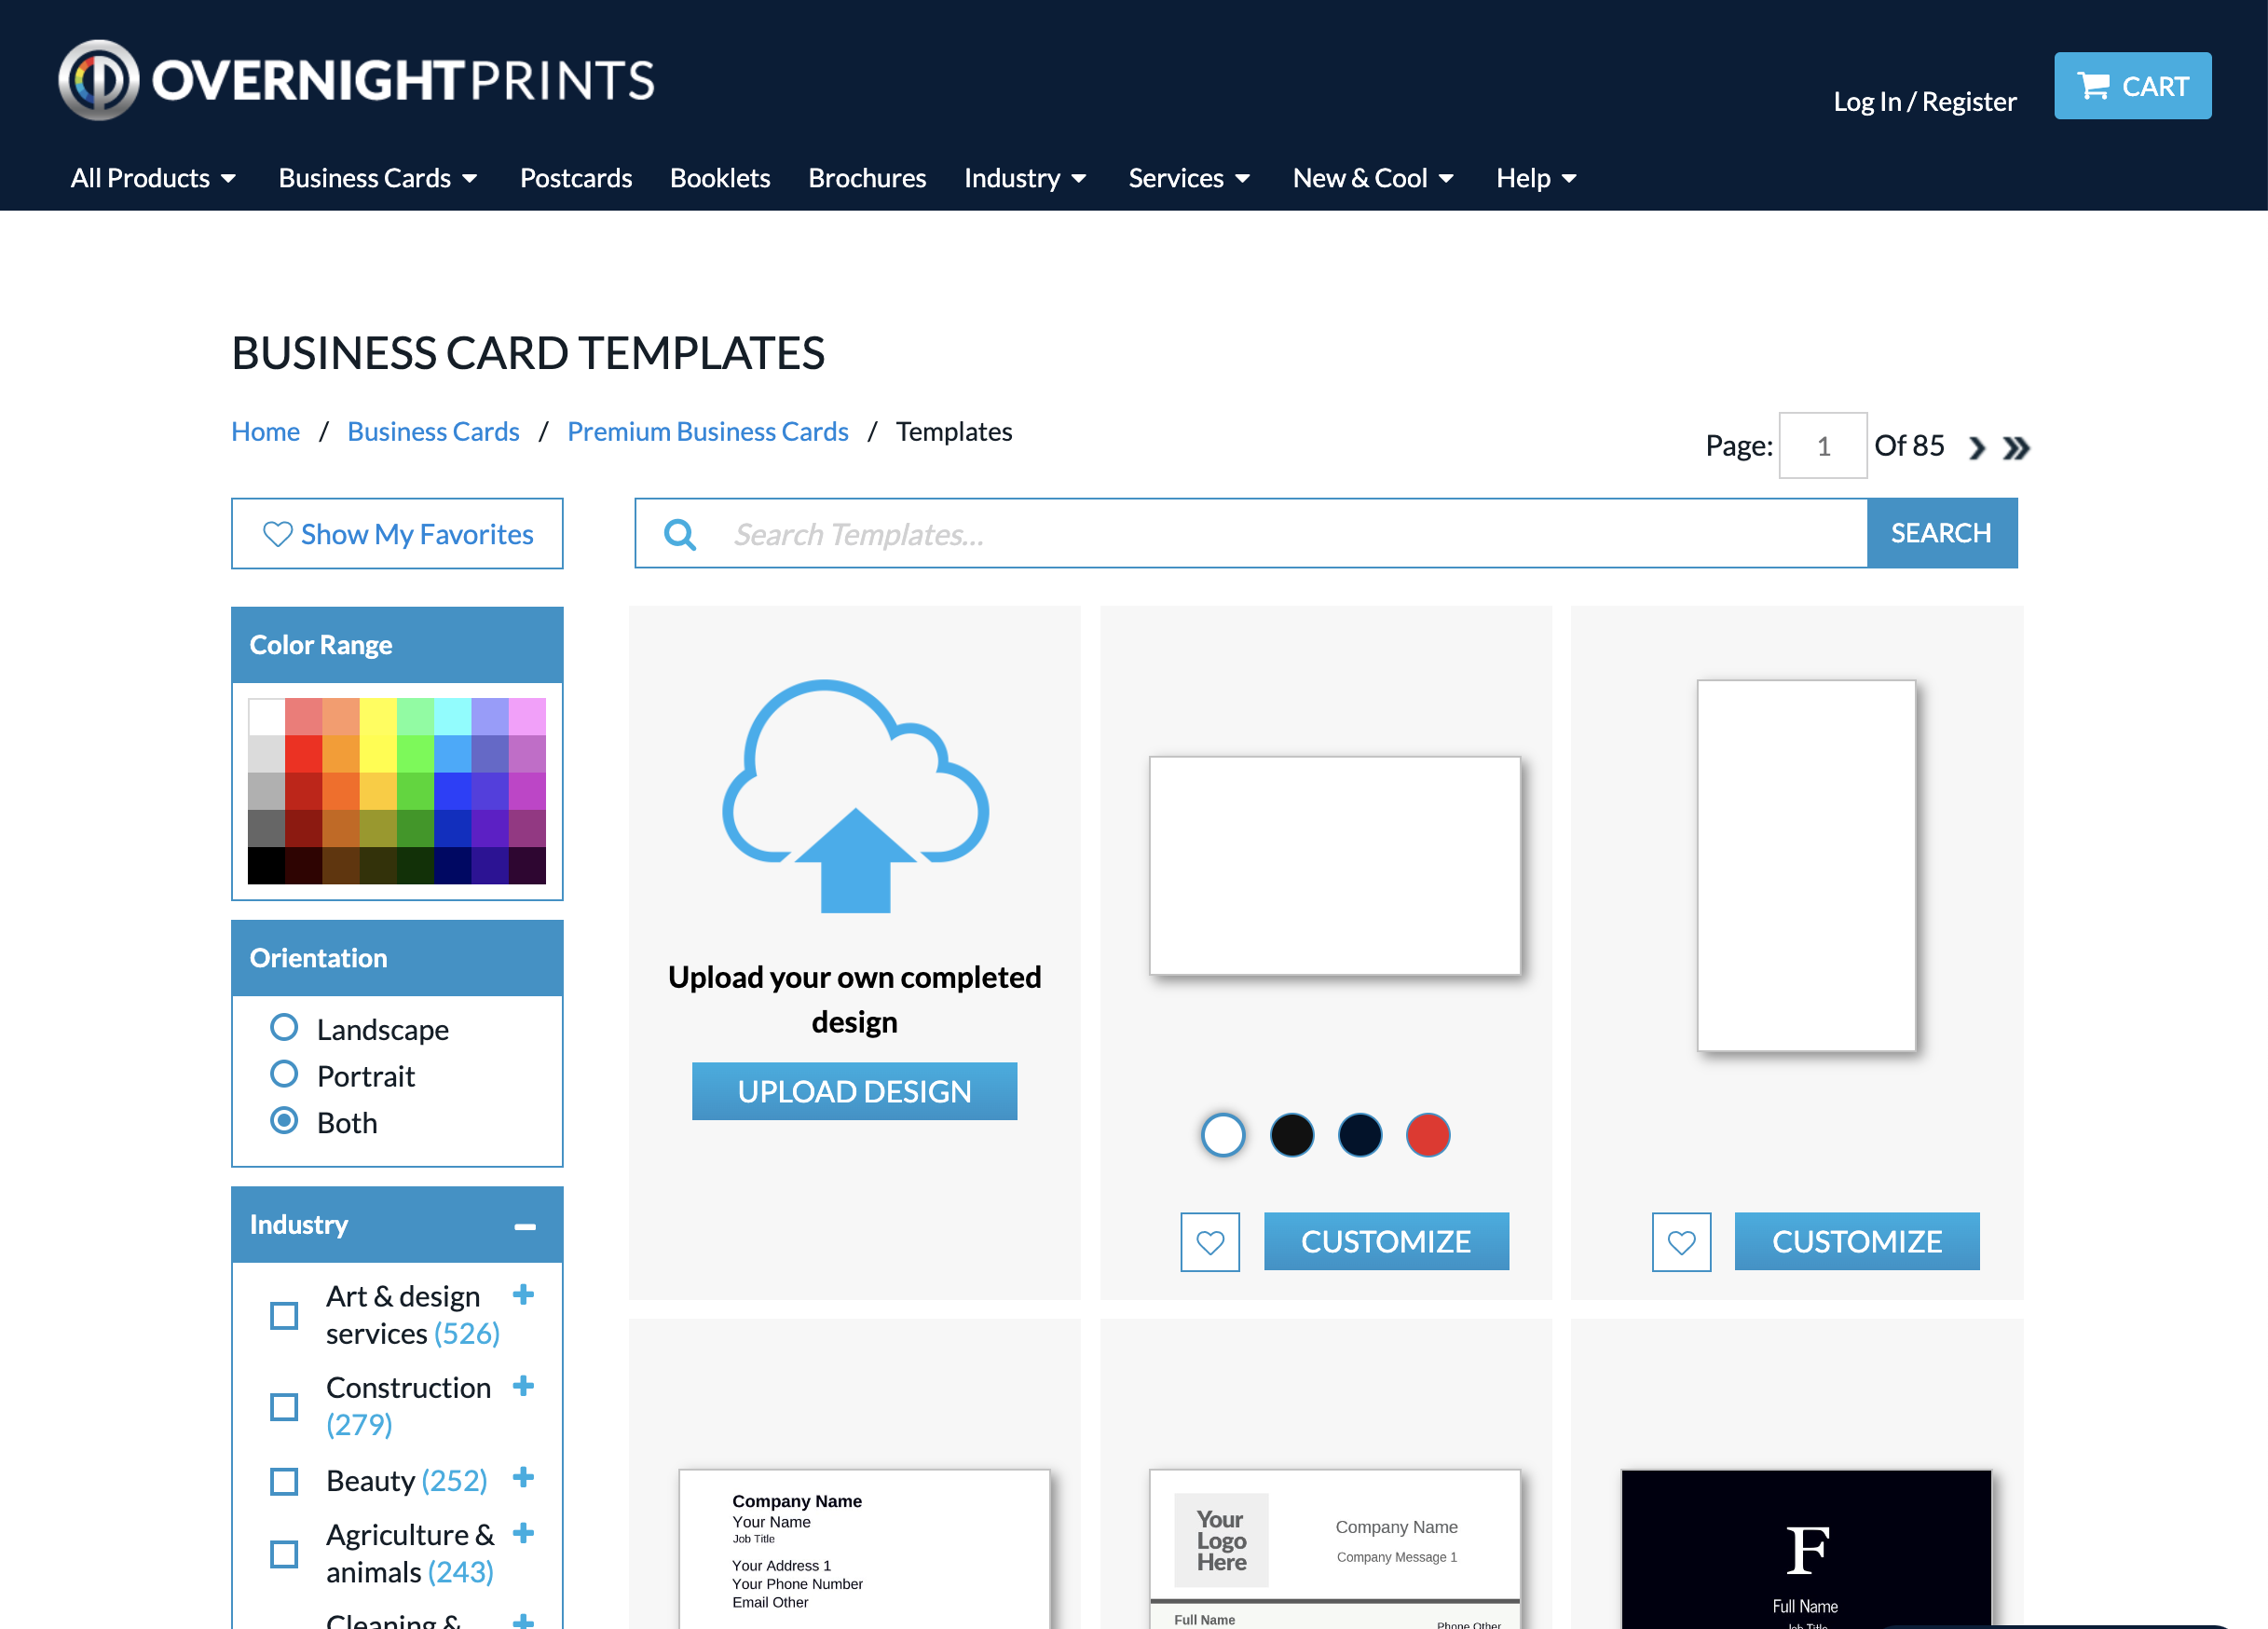 OVERNIGHTPRINTS
Log In / Register
CART
All Products
Business Cards
Postcards
Booklets
Brochures
Industry
Services
New & Cool
Help
BUSINESS CARD TEMPLATES
Home / Business Cards / Premium Business Cards / Templates
Page: 1 Of 85
Show My Favorites
Search Templates...
SEARCH
Color Range
Orientation
Landscape
Portrait
Both
Industry
Art & design
services (526)
Construction
(279)
Beauty (252)
Agriculture &
animals (243)
Cleaning &
Upload your own completed
design
UPLOAD DESIGN
CUSTOMIZE
CUSTOMIZE
Company Name
Your Name
Job Title
Your Address 1
Your Phone Number
Email Other
Your
Logo
Here
Company Name
Company Message 1
Full Name
Phone Other
F
Full Name
Job Title